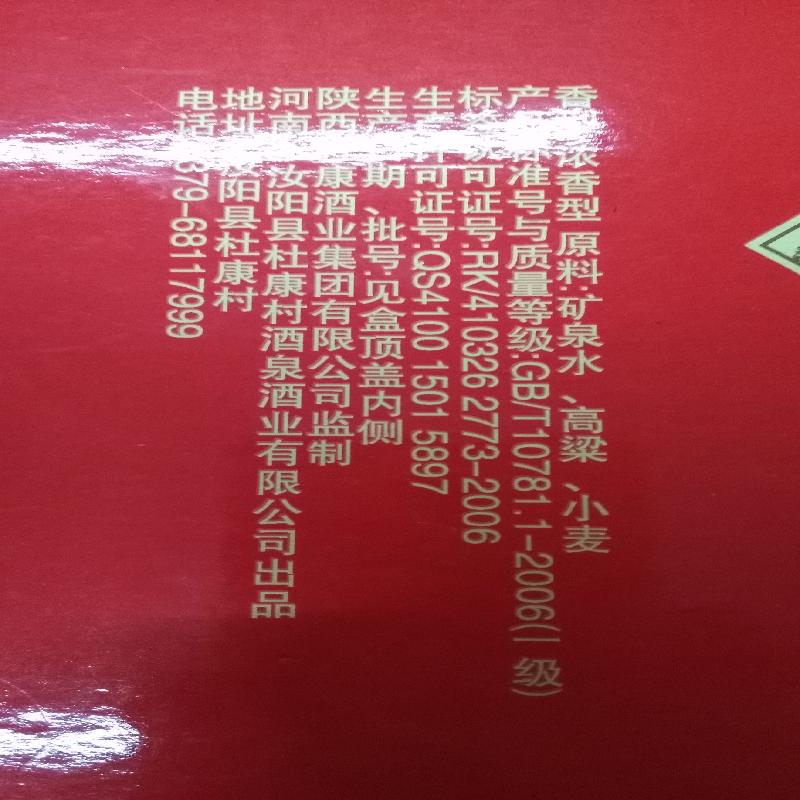 香型:浓香型 原料:矿泉水、高粱、小麦
产 标准号与质量等级:GB/T10781.1-2006(I 级)
标签认可证号:RK/410326 2773-2006
生产许可证号:QS4100 1501 5897
生产日期、批号:见盒顶盖内侧
陕西 康酒业集团有限公司监制
河南 汝阳县杜康村酒泉酒业有限公司出品
地址:汝阳县杜康村
电话: 379-68117999